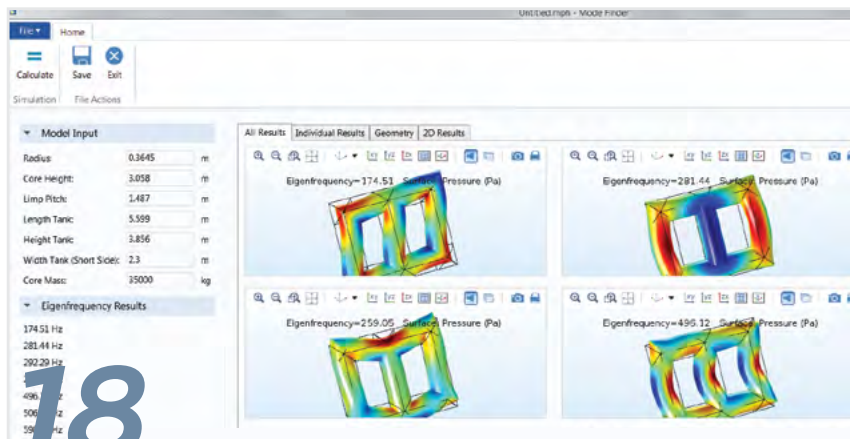 Untitled.mph - Mode Finder
File Home
Calculate Save Exit
Simulation File Actions
Model Input
Radius: 0.3645 m
Core Height: 3.058 m
Limp Pitch: 1.487 m
Length Tank: 5.599 m
Height Tank: 3.856 m
Width Tank (Short Side): 2.3 m
Core Mass: 35000 kg
Eigenfrequency Results
174.51 Hz
281.44 Hz
292.29 Hz
18
All Results Individual Results Geometry 2D Results
Eigenfrequency=174.51 Surface: Pressure (Pa)
Eigenfrequency=281.44 Surface: Pressure (Pa)
Eigenfrequency=259.05 Surface: Pressure (Pa)
Eigenfrequency=496.12 Surface: Pressure (Pa)